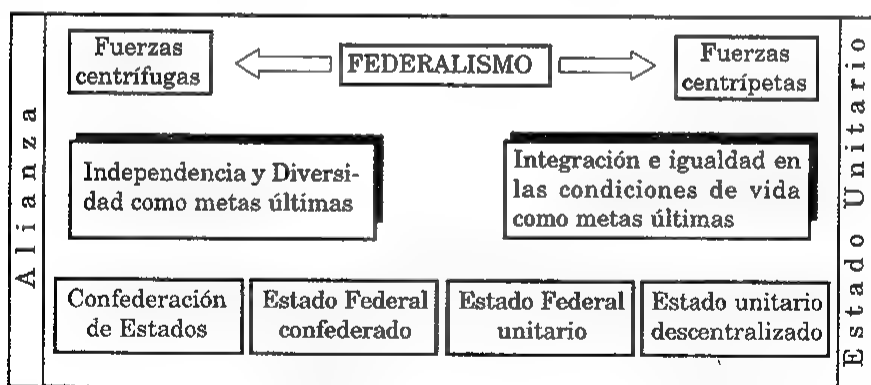 Alianza
Fuerzas
centrífugas
FEDERALISMO
Fuerzas
centrípetas
Independencia y Diversi-
dad como metas últimas
Integración e igualdad en
las condiciones de vida
como metas últimas
Confederación
de Estados
Estado Federal
confederado
Estado Federal
unitario
Estado unitario
descentralizado
Estado Unitario